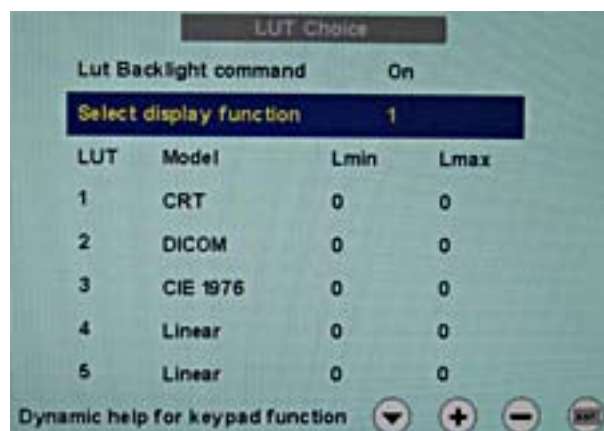 LUT Choice
Lut Backlight command On
Select display function 1
LUT Model Lmin Lmax
1 CRT 0 0
2 DICOM 0 0
3 CIE 1976 0 0
4 Linear 0 0
5 Linear 0 0
Dynamic help for keypad function